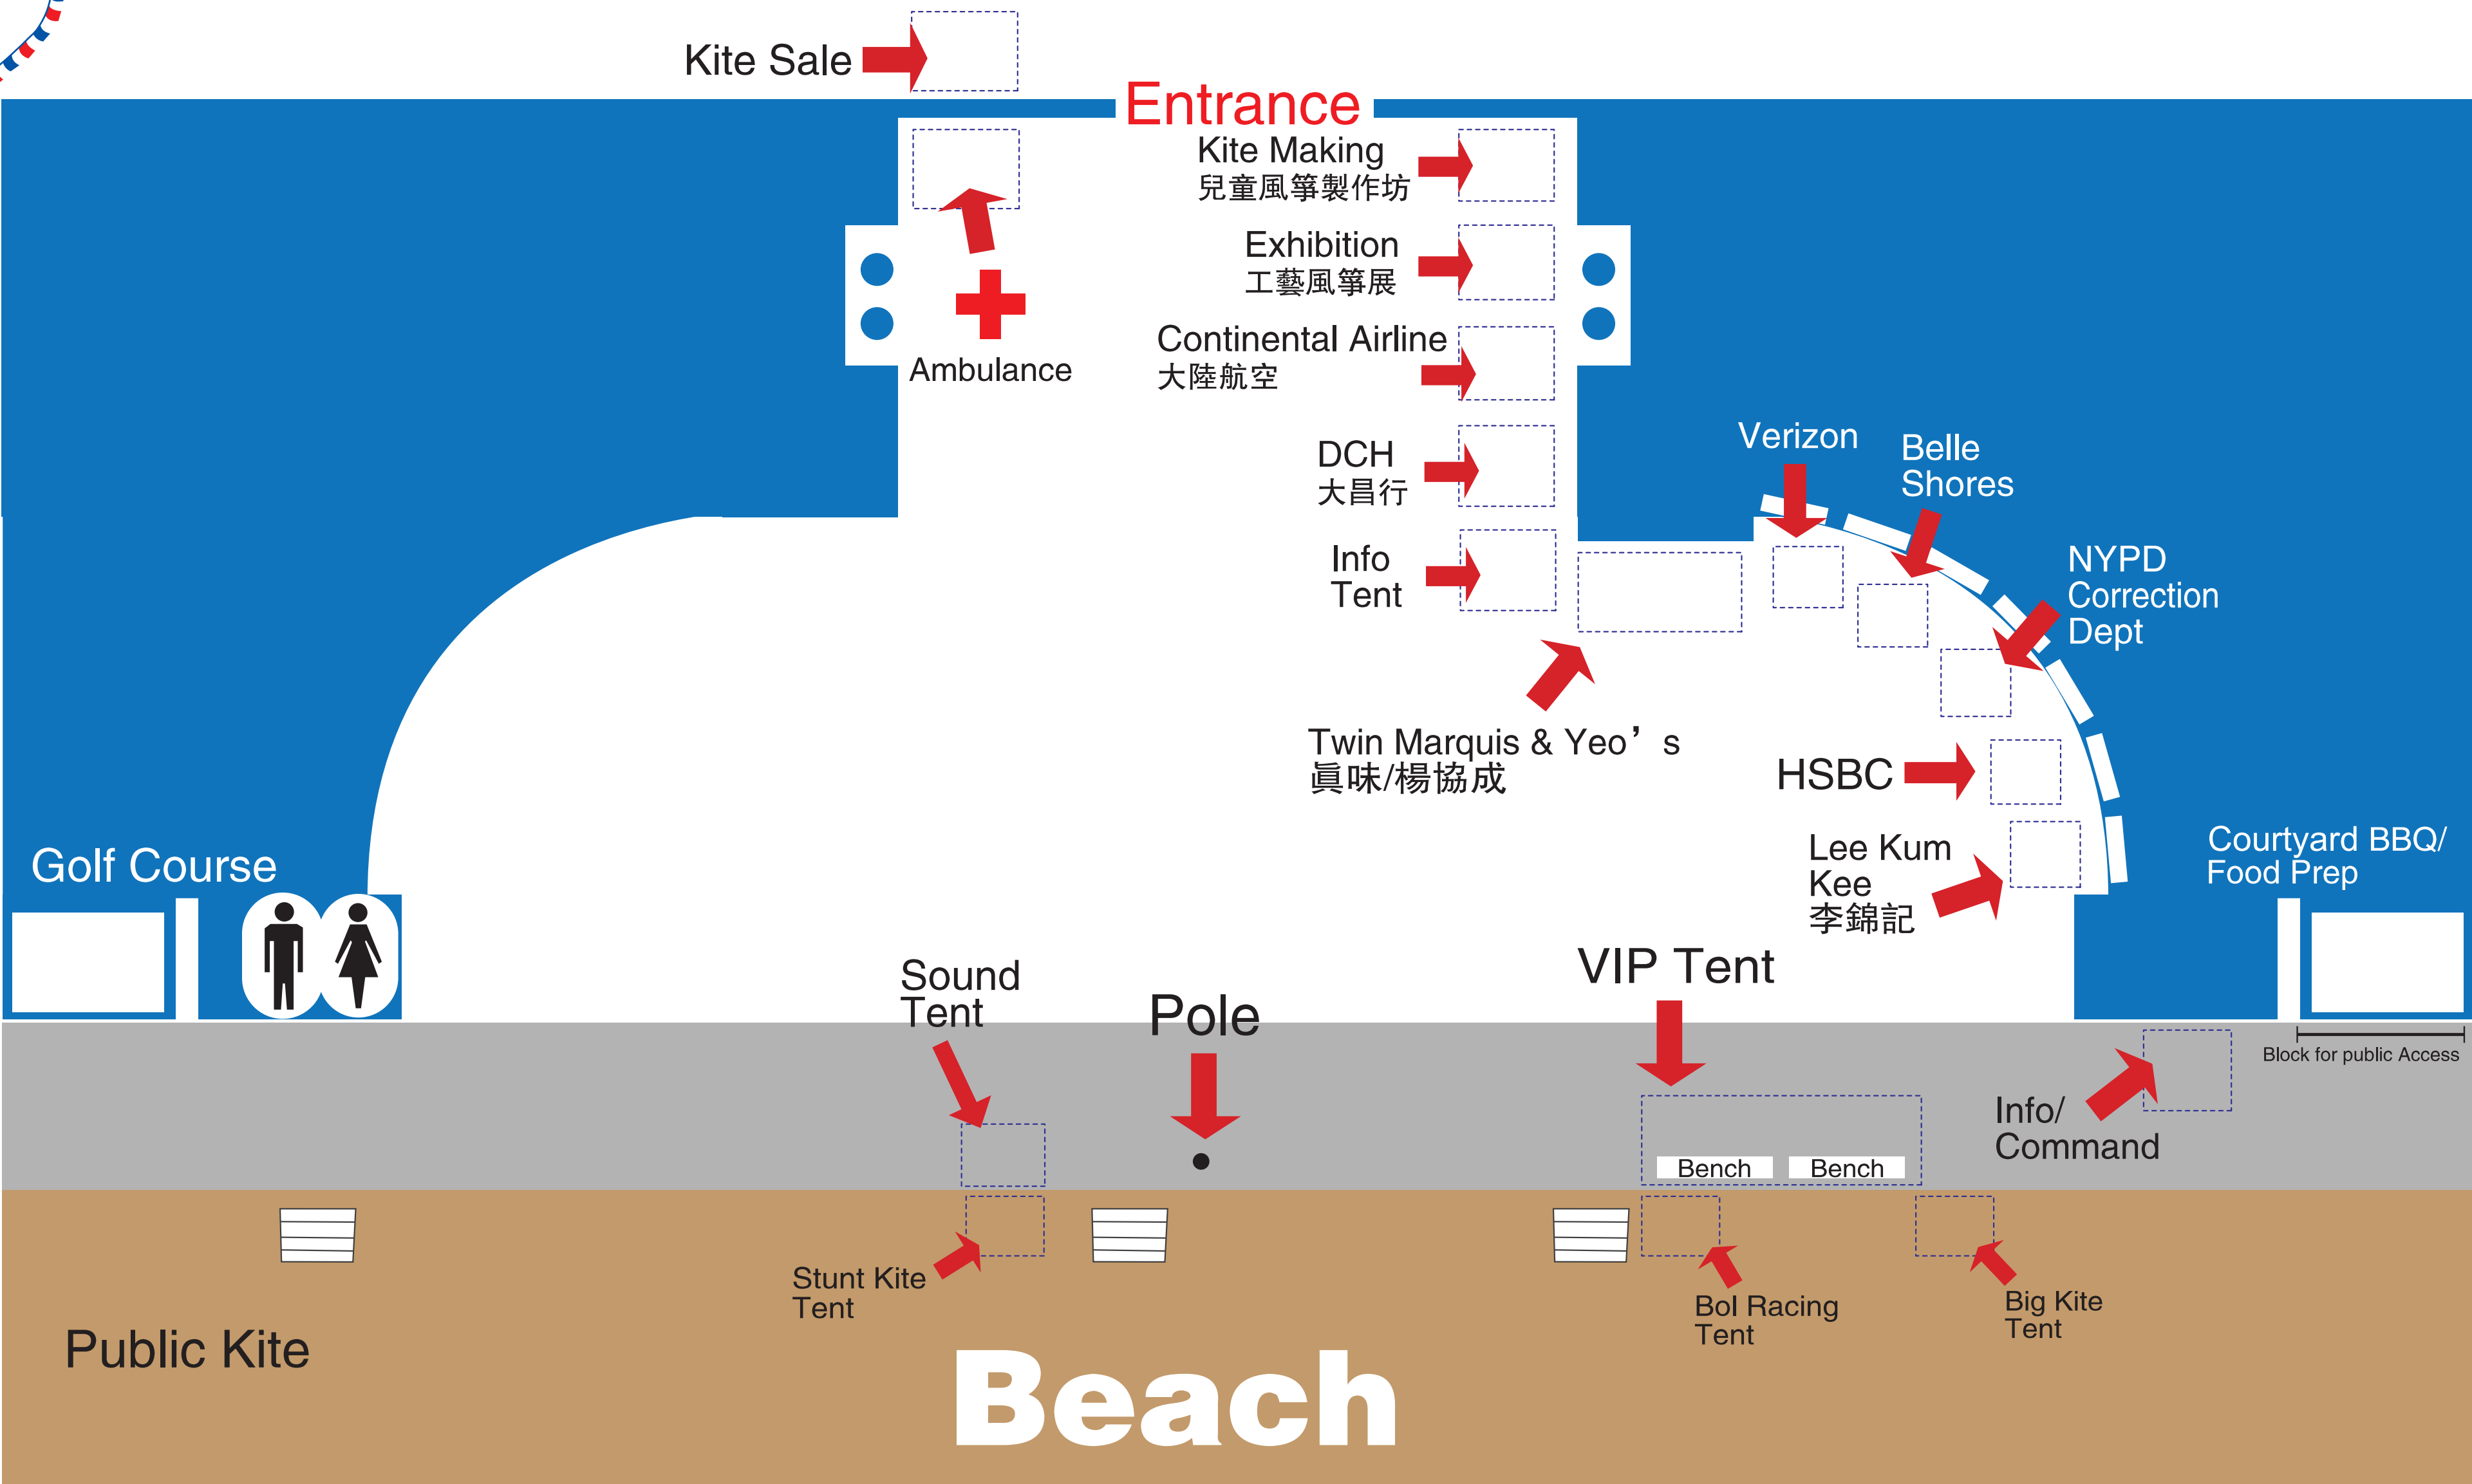 Kite Sale
Entrance
Kite Making
兒童風箏製作坊
Exhibition
工藝風箏展
Continental Airline
大陸航空
Ambulance
DCH
大昌行
Verizon
Belle
Shores
Info
Tent
NYPD
Correction
Dept
Twin Marquis & Yeo’s
眞味/楊協成
HSBC
Lee Kum
Kee
李錦記
Golf Course
Courtyard BBQ/
Food Prep
Sound
Tent
Pole
VIP Tent
Block for public Access
Info/
Command
Bench
Bench
Stunt Kite
Tent
Bol Racing
Tent
Big Kite
Tent
Public Kite
Beach